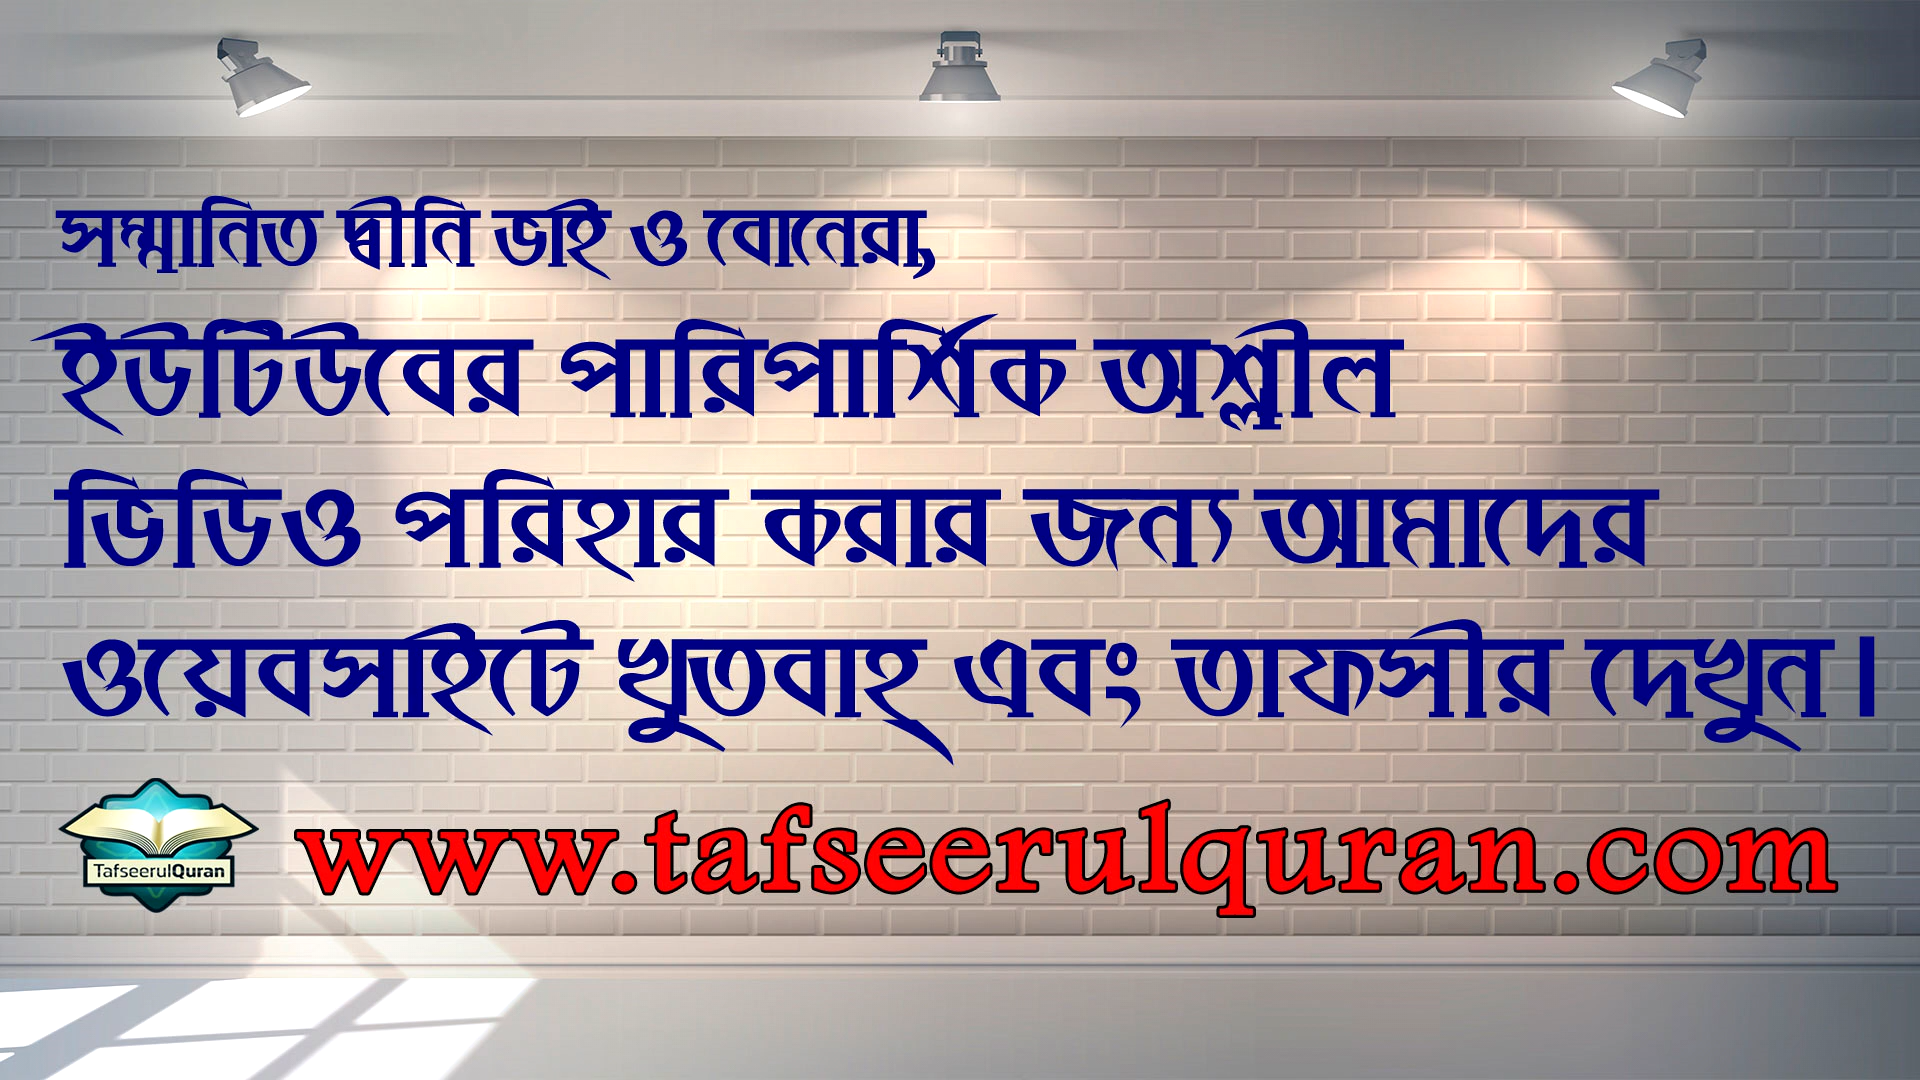 সম্মানিত দ্বীনি ভাই ও বোনেরা,
ইউটিউবের পারিপার্শিক অশ্লীল
ভিডিও পরিহার করার জন্য আমাদের
ওয়েবসাইটে খুতবাহ্ এবং তাফসীর দেখুন।
TafseerulQuran
www.tafseerulquran.com